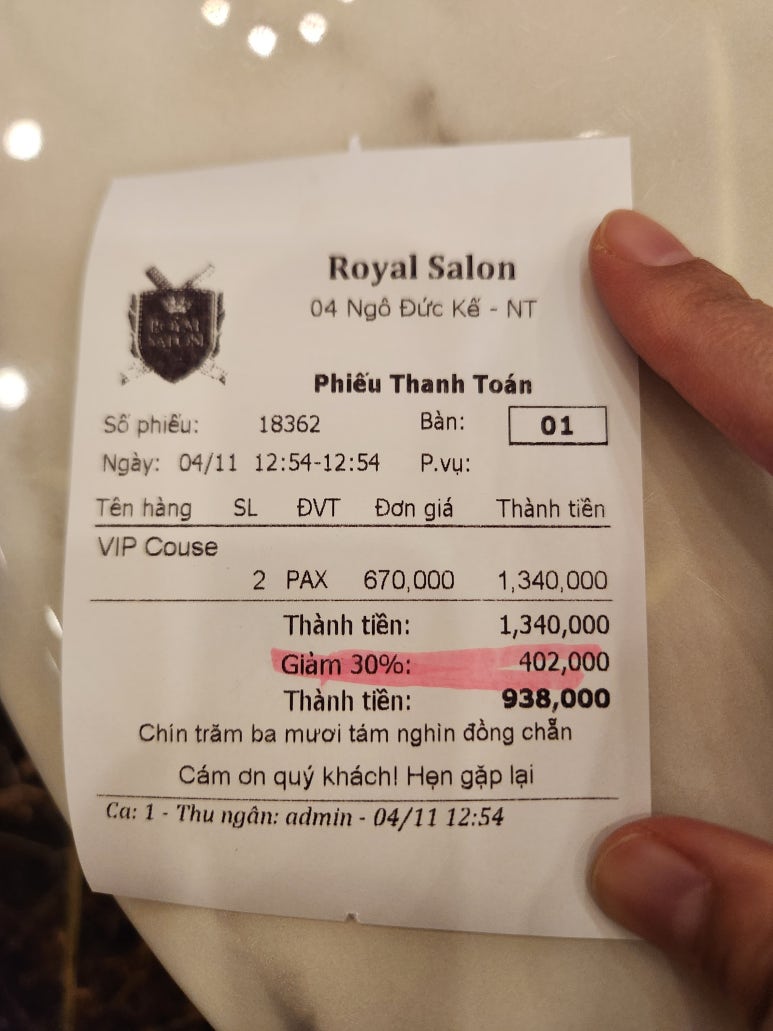 Royal Salon
04 Ngô Đức Kế - NT
ROYAL
SALON
Phiếu Thanh Toán
Số phiếu: 18362 Bàn: 01
Ngày: 04/11 12:54-12:54 P.vụ:
Tên hàng SL ĐVT Đơn giá Thành tiền
VIP Couse
2 PAX 670,000 1,340,000
Thành tiền: 1,340,000
Giảm 30%: 402,000
Thành tiền: 938,000
Chín trăm ba mươi tám nghìn đồng chẵn
Cám ơn quý khách! Hẹn gặp lại
Ca: 1 - Thu ngân: admin - 04/11 12:54